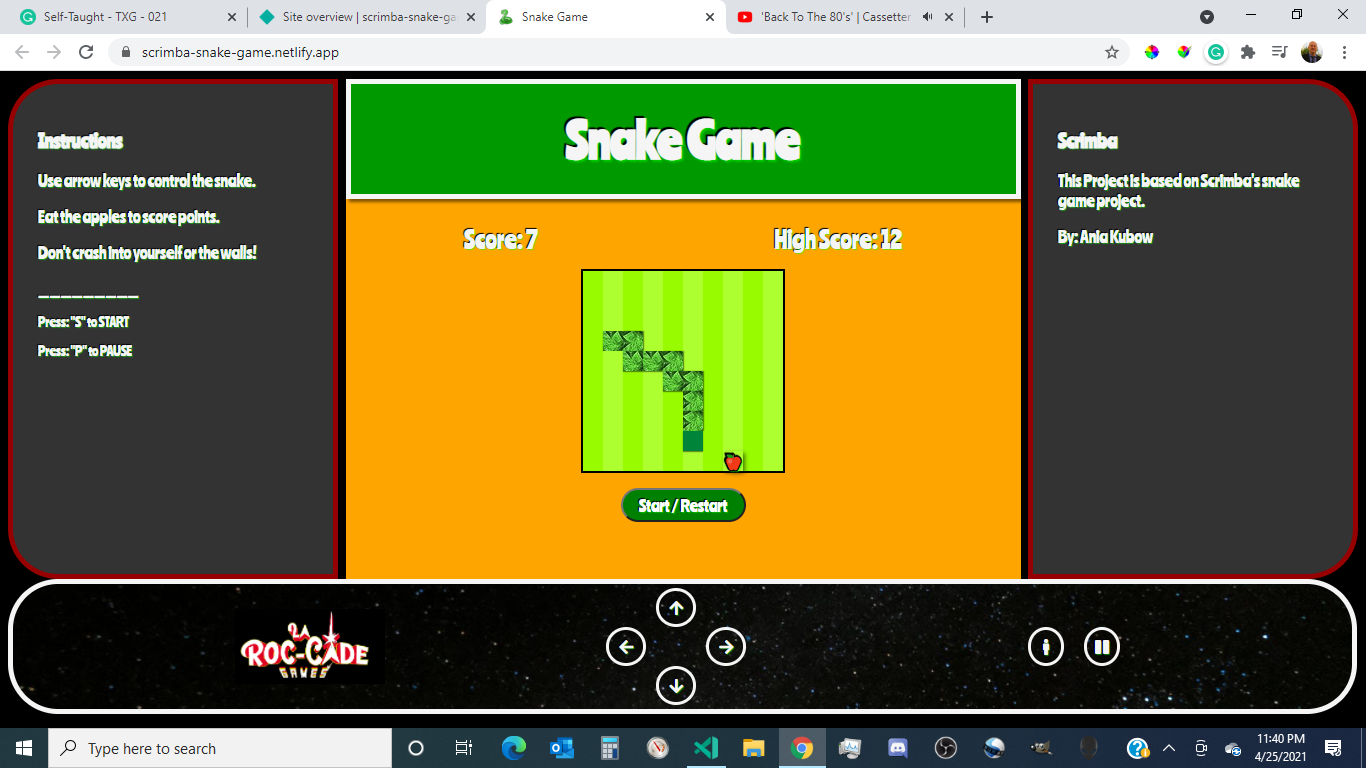 Self-Taught - TXG - 021
Site overview | scrimba-snake-ga
Snake Game
'Back To The 80's' | Cassetter
scrimba-snake-game.netlify.app
Instructions
Use arrow keys to control the snake.
Eat the apples to score points.
Don't crash into yourself or the walls!
_________
Press: "S" to START
Press: "P" to PAUSE
Snake Game
Score: 7
High Score: 12
Start / Restart
Scrimba
This Project is based on Scrimba's snake
game project.
By: Ania Kubow
LA
ROC-CADE
GAMES
Type here to search
11:40 PM
4/25/2021